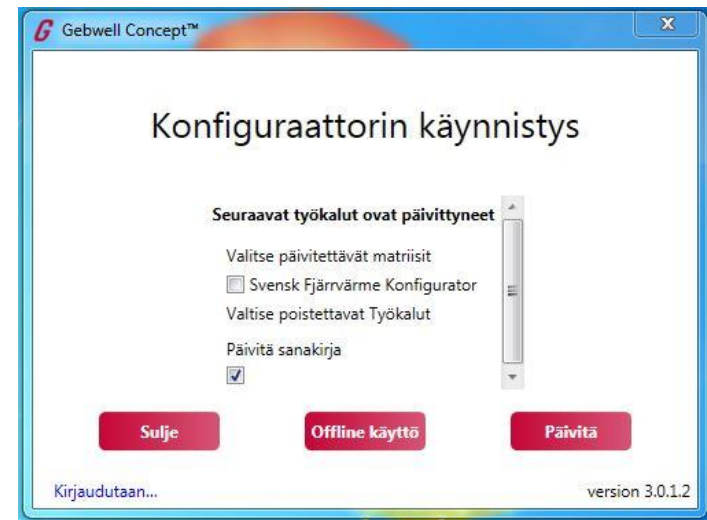 Gebwell Concept™
Konfiguraattorin käynnistys
Seuraavat työkalut ovat päivittyneet
Valitse päivitettävät matriisit
Svensk Fjärrvärme Konfigurator
Valtise poistettavat Työkalut
Päivitä sanakirja
Sulje
Offline käyttö
Päivitä
Kirjaudutaan...
version 3.0.1.2